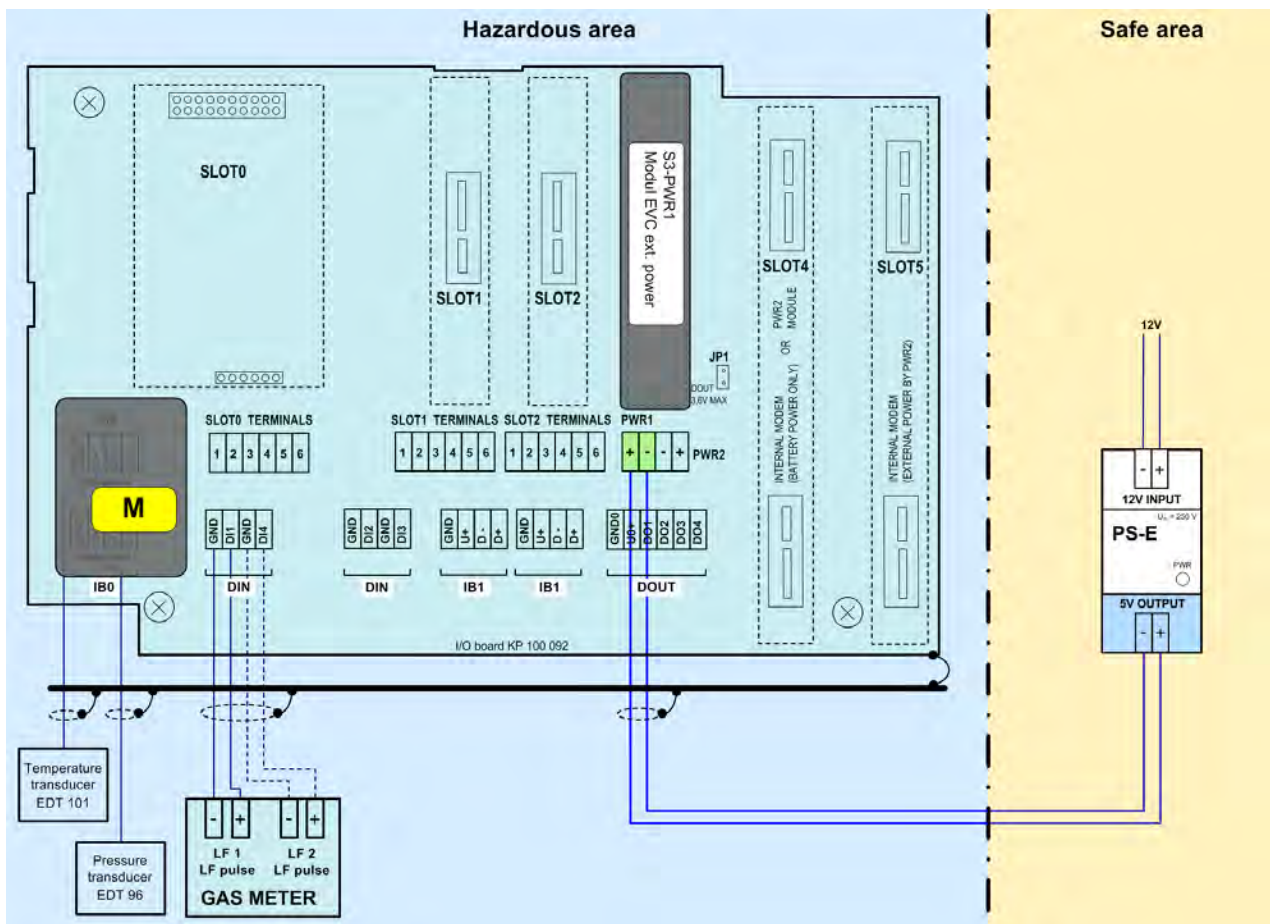 Hazardous area
Safe area
SLOT0
SLOT1
SLOT2
S3-PWR1
Modul EVC ext. power
SLOT4
SLOT5
INTERNAL MODEM
(BATTERY POWER ONLY)
OR
PWR2
MODULE
INTERNAL MODEM
(EXTERNAL POWER BY PWR2)
JP1
DOUT
3,6V MAX
SLOT0 TERMINALS
1 2 3 4 5 6
SLOT1 TERMINALS
1 2 3 4 5 6
SLOT2 TERMINALS
1 2 3 4 5 6
PWR1
+ - - +
PWR2
M
IB0
GND DI1 GND DI4
DIN
GND DI2 GND DI3
DIN
GND U+ D- D+
IB1
GND U+ D- D+
IB1
GND0 U0+ DO1 DO2 DO3 DO4
DOUT
I/O board KP 100 092
12V
- +
12V INPUT
PS-E
PWR
5V OUTPUT
- +
Temperature
transducer
EDT 101
Pressure
transducer
EDT 96
- + - +
LF 1 LF 2
LF pulse LF pulse
GAS METER